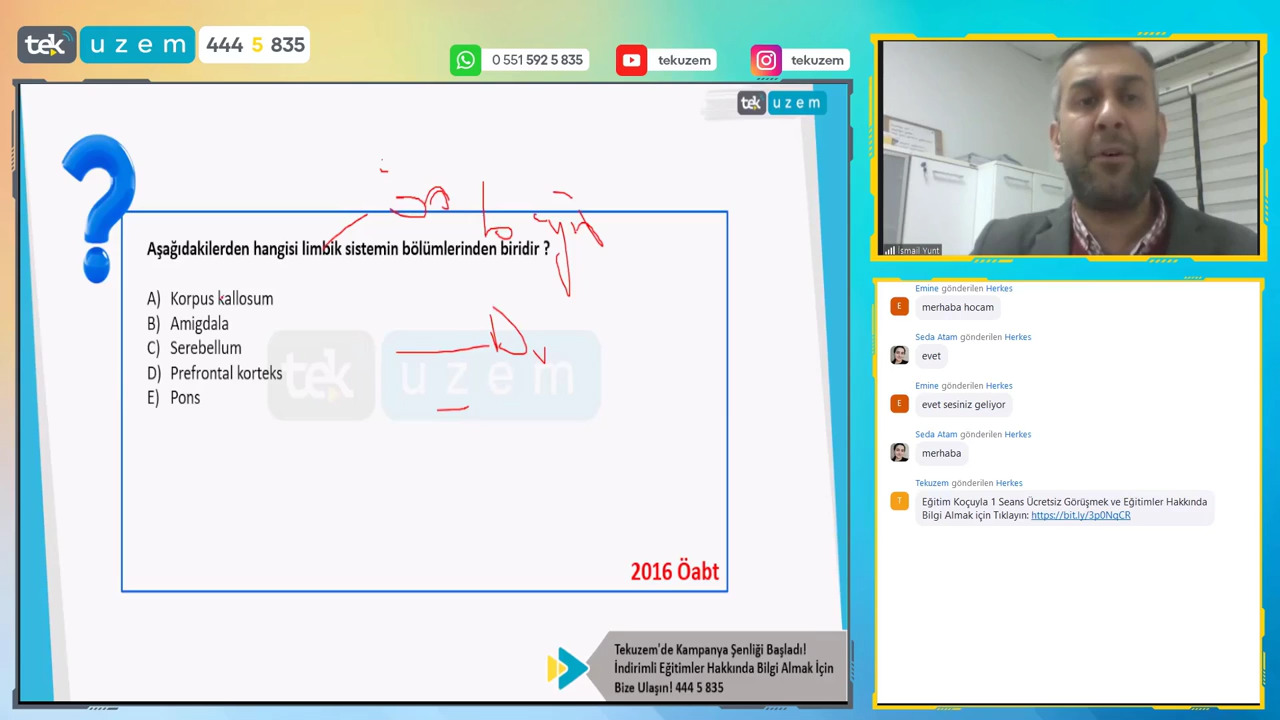 tek uzem 444 5 835
0 551 592 5 835 tekuzem tekuzem
tek uzem
Aşağıdakilerden hangisi limbik sistemin bölümlerinden biridir ?
A) Korpus kallosum
B) Amigdala
C) Serebellum
D) Prefrontal korteks
E) Pons
tek uzem
2016 Öabt
Tekuzem'de Kampanya Şenliği Başladı!
İndirimli Eğitimler Hakkında Bilgi Almak İçin
Bize Ulaşın! 444 5 835
İsmail Yunt
Emine gönderilen Herkes
E merhaba hocam
Seda Atam gönderilen Herkes
evet
Emine gönderilen Herkes
E evet sesiniz geliyor
Seda Atam gönderilen Herkes
merhaba
Tekuzem gönderilen Herkes
T Eğitim Koçuyla 1 Seans Ücretsiz Görüşmek ve Eğitimler Hakkında
Bilgi Almak için Tıklayın: https://bit.ly/3p0NqCR